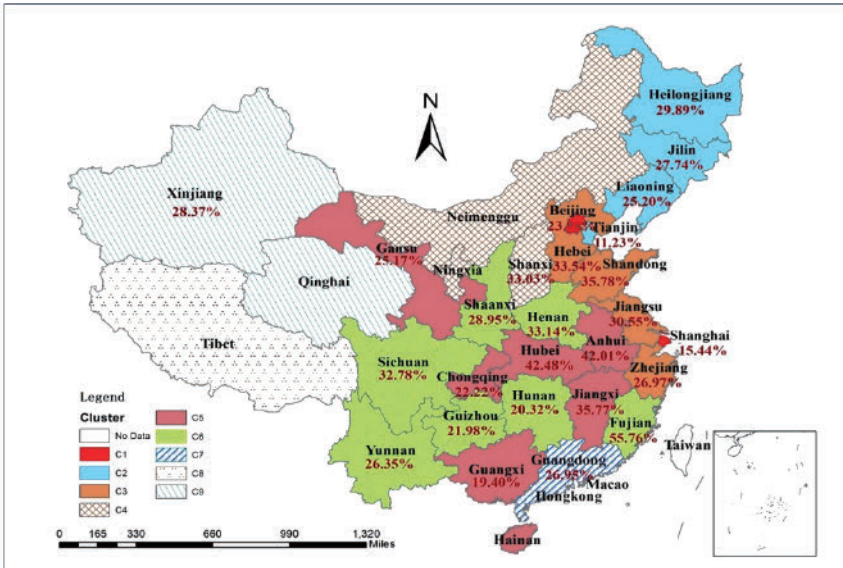 N
Heilongjiang
29.89%
Jilin
27.74%
Liaoning
25.20%
Xinjiang
28.37%
Neimenggu
Beijing
Tianjin
11.23%
Gansu
25.17%
Ningxia
Shanxi
33.03%
Hebei
33.54%
Shandong
35.78%
Qinghai
Shaanxi
28.95%
Henan
33.14%
Jiangsu
30.55%
Anhui
42.01%
Shanghai
15.44%
Tibet
Sichuan
32.78%
Chongqing
22.22%
Hubei
42.48%
Zhejiang
26.97%
Hunan
20.32%
Jiangxi
35.77%
Guizhou
21.98%
Fujian
55.76%
Yunnan
26.35%
Guangxi
19.40%
Guangdong
26.95%
Taiwan
Macao
Hongkong
Hainan
Legend
Cluster
No Data
C1
C2
C3
C4
C5
C6
C7
C8
C9
0 165 330 660 990 1,320
Miles